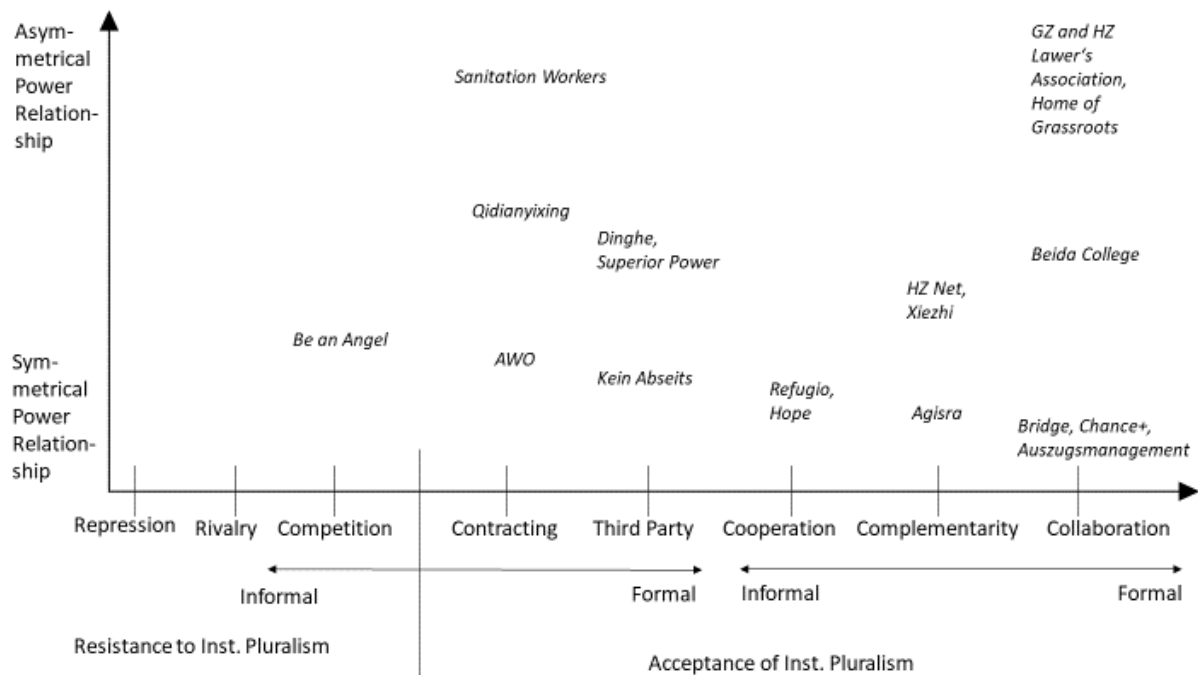 Asym-
metrical
Power
Relation-
ship
GZ and HZ
Lawer's
Association,
Home of
Grassroots
Sanitation Workers
Qidianyixing
Dinghe,
Superior Power
Beida College
HZ Net,
Xiezhi
Be an Angel
Sym-
metrical
Power
Relation-
ship
AWO
Kein Abseits
Refugio,
Hope
Agisra
Bridge, Chance+,
Auszugsmanagement
Repression Rivalry Competition Contracting Third Party Cooperation Complementarity Collaboration
Informal Formal Informal Formal
Resistance to Inst. Pluralism
Acceptance of Inst. Pluralism